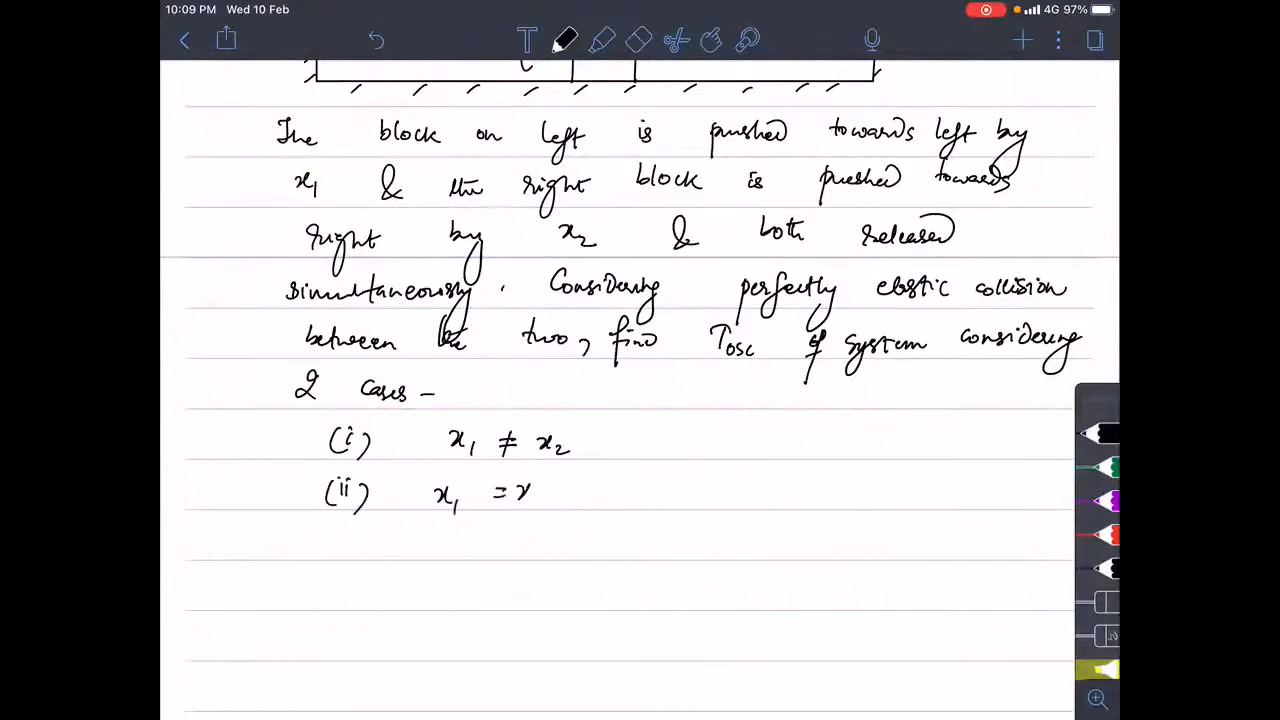 10:09 PM Wed 10 Feb
4G 97%
The block on left is pushed towards left by
x₁ & the right block is pushed towards
right by x₂ & both released
simultaneously. Considering perfectly elastic collision
between the two, find Tosc of system considering
2 cases –
(i) x₁ ≠ x₂
(ii) x₁ = x